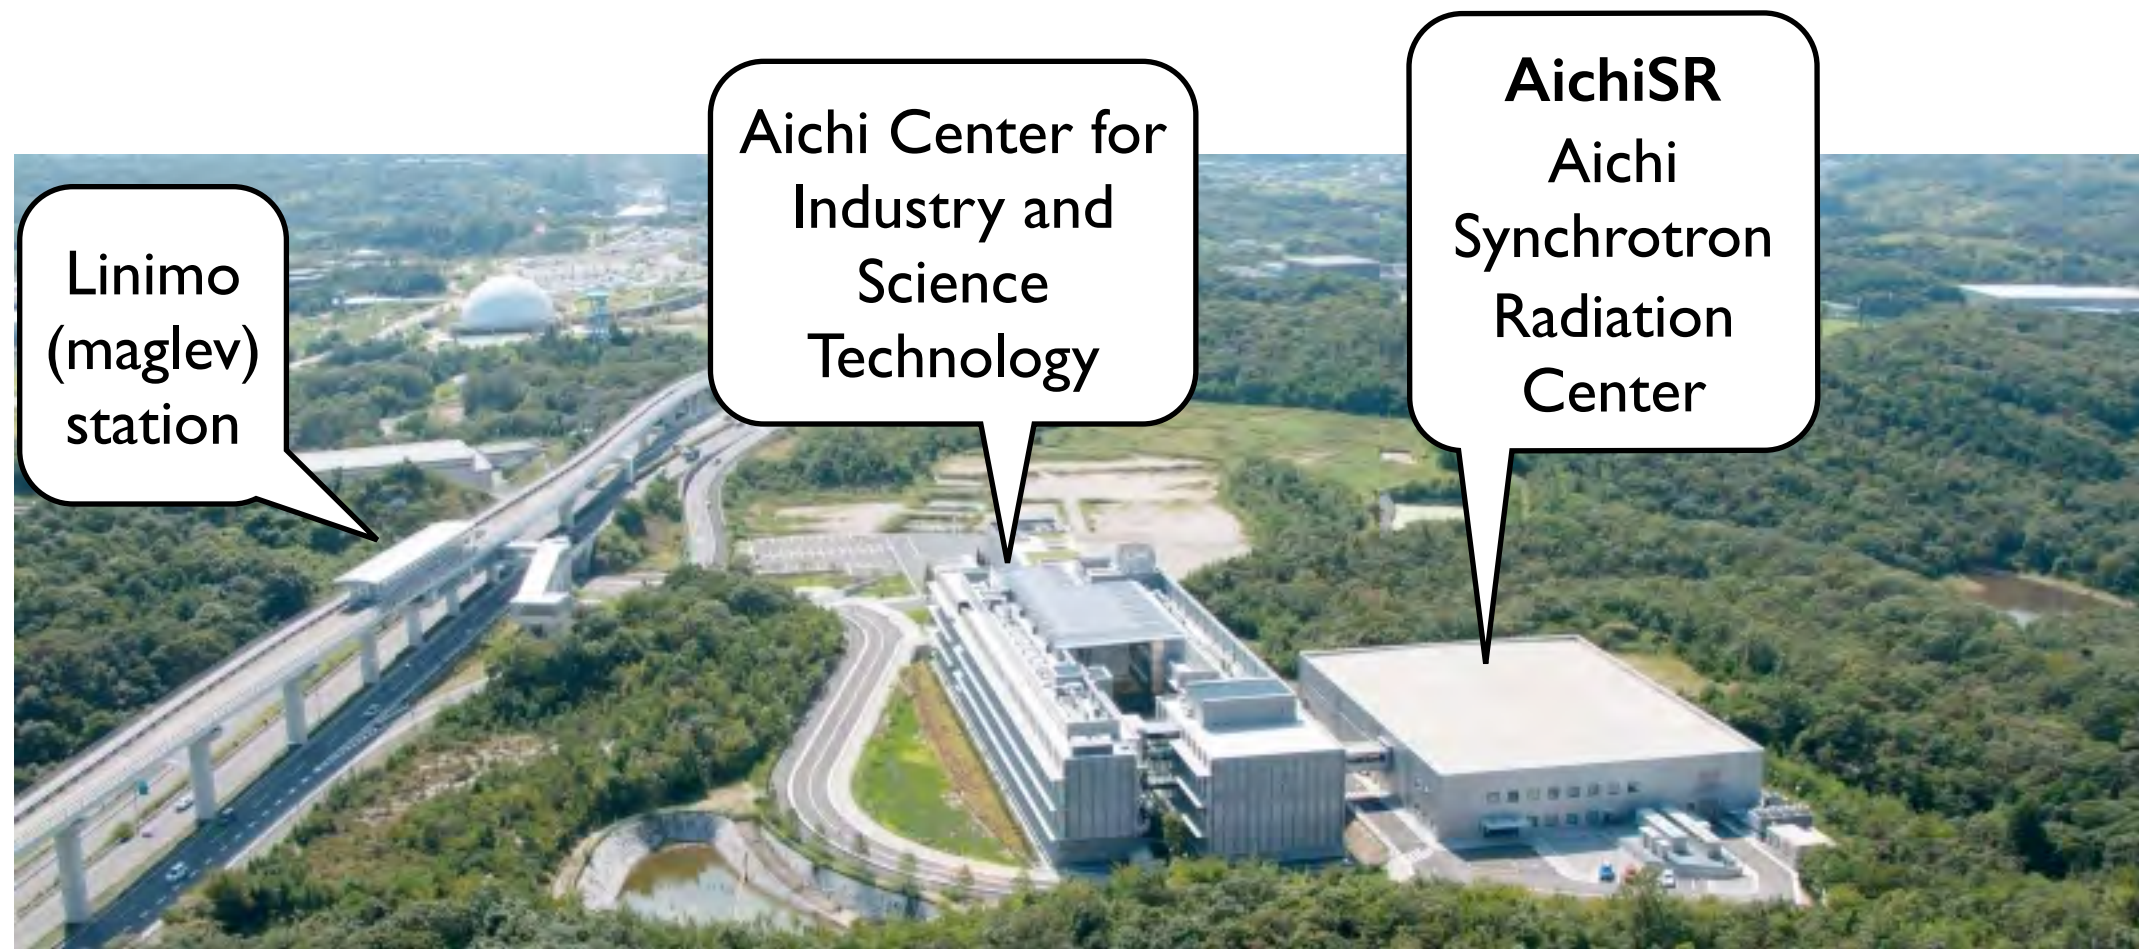 Linimo
(maglev)
station
Aichi Center for
Industry and
Science
Technology
AichiSR
Aichi
Synchrotron
Radiation
Center